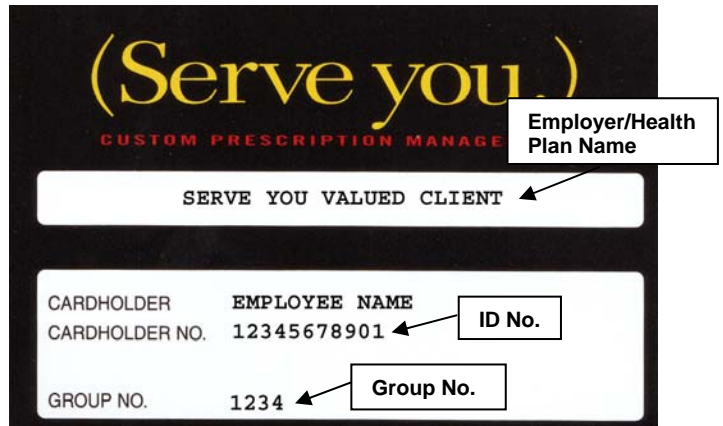 (Serve you.)
CUSTOM PRESCRIPTION MANAGE
Employer/Health
Plan Name
SERVE YOU VALUED CLIENT
CARDHOLDER EMPLOYEE NAME
CARDHOLDER NO. 12345678901
ID No.
GROUP NO. 1234
Group No.